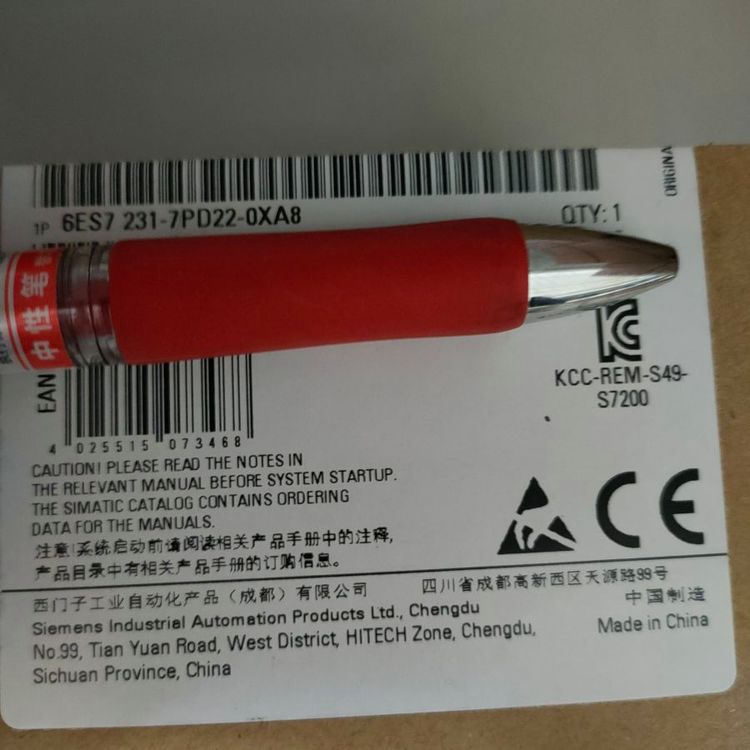 ORIGINA
1P 6ES7 231-7PD22-0XA8
QTY: 1
中性笔
EAN
4 025515 073468
KCC-REM-S49-
S7200
CAUTION! PLEASE READ THE NOTES IN
THE RELEVANT MANUAL BEFORE SYSTEM STARTUP.
THE SIMATIC CATALOG CONTAINS ORDERING
DATA FOR THE MANUALS.
注意!系统启动前请阅读相关产品手册中的注释,
产品目录中有相关产品手册的订购信息。
CE
西门子工业自动化产品（成都）有限公司
四川省成都高新西区天源路99号
中国制造
Siemens Industrial Automation Products Ltd., Chengdu
No.99, Tian Yuan Road, West District, HITECH Zone, Chengdu,
Sichuan Province, China
Made in China